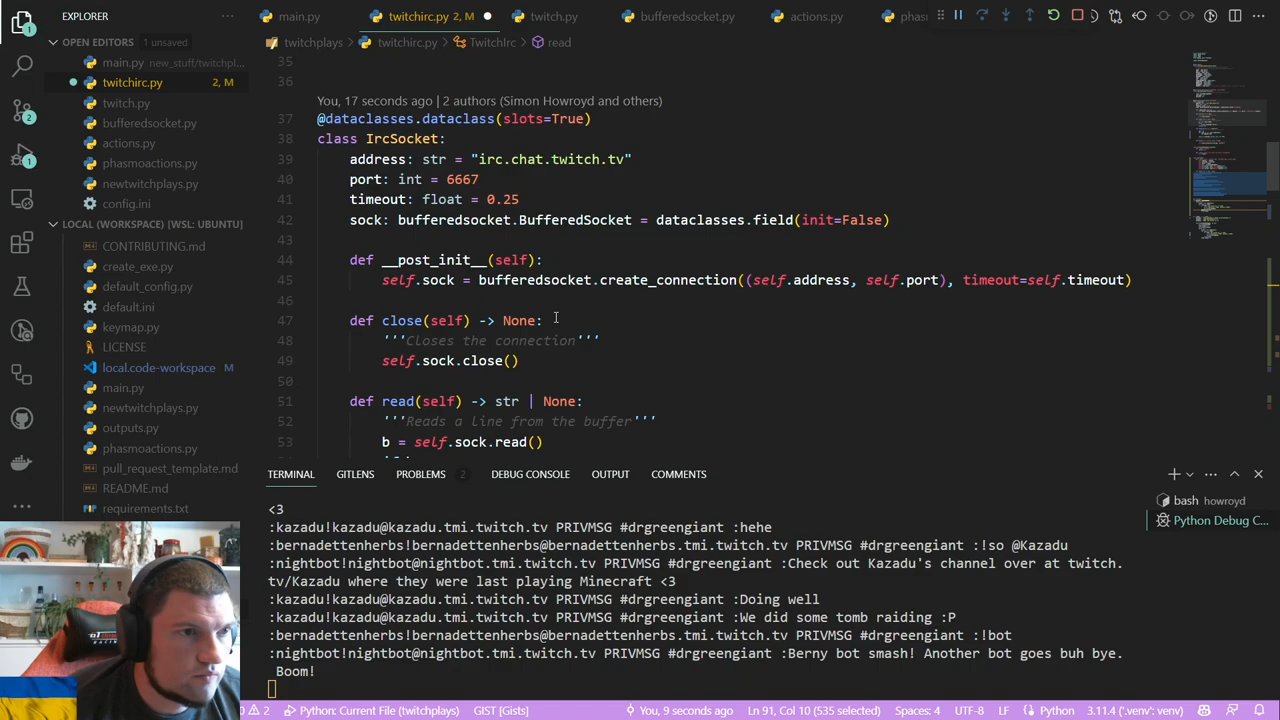 EXPLORER
OPEN EDITORS 1 unsaved
main.py new_stuff/twitchpl...
twitchirc.py 2, M
twitch.py
bufferedsocket.py
actions.py
phasmoactions.py
newtwitchplays.py
config.ini
LOCAL (WORKSPACE) [WSL: UBUNTU]
CONTRIBUTING.md
create_exe.py
default_config.py
default.ini
keymap.py
LICENSE
local.code-workspace M
main.py
newtwitchplays.py
outputs.py
phasmoactions.py
pull_request_template.md
README.md
requirements.txt
main.py twitchirc.py 2, M twitch.py bufferedsocket.py actions.py phas
twitchplays twitchirc.py TwitchIrc read
35
36
You, 17 seconds ago | 2 authors (Simon Howroyd and others)
37 @dataclasses.dataclass(slots=True)
38 class IrcSocket:
39 address: str = "irc.chat.twitch.tv"
40 port: int = 6667
41 timeout: float = 0.25
42 sock: bufferedsocket.BufferedSocket = dataclasses.field(init=False)
43
44 def __post_init__(self):
45 self.sock = bufferedsocket.create_connection((self.address, self.port), timeout=self.timeout)
46
47 def close(self) -> None:
48 '''Closes the connection'''
49 self.sock.close()
50
51 def read(self) -> str | None:
52 '''Reads a line from the buffer'''
53 b = self.sock.read()
TERMINAL GITLENS PROBLEMS 2 DEBUG CONSOLE OUTPUT COMMENTS
<3
:kazadu!kazadu@kazadu.tmi.twitch.tv PRIVMSG #drgreengiant :hehe
:bernadettenherbs!bernadettenherbs@bernadettenherbs.tmi.twitch.tv PRIVMSG #drgreengiant :!so @Kazadu
:nightbot!nightbot@nightbot.tmi.twitch.tv PRIVMSG #drgreengiant :Check out Kazadu's channel over at twitch.
tv/Kazadu where they were last playing Minecraft <3
:kazadu!kazadu@kazadu.tmi.twitch.tv PRIVMSG #drgreengiant :Doing well
:kazadu!kazadu@kazadu.tmi.twitch.tv PRIVMSG #drgreengiant :We did some tomb raiding :P
:bernadettenherbs!bernadettenherbs@bernadettenherbs.tmi.twitch.tv PRIVMSG #drgreengiant :!bot
:nightbot!nightbot@nightbot.tmi.twitch.tv PRIVMSG #drgreengiant :Berny bot smash! Another bot goes buh bye.
Boom!
bash howroyd
Python Debug C...
2 Python: Current File (twitchplays) GIST [Gists] You, 9 seconds ago Ln 91, Col 10 (535 selected) Spaces: 4 UTF-8 LF Python 3.11.4 ('.venv': venv)